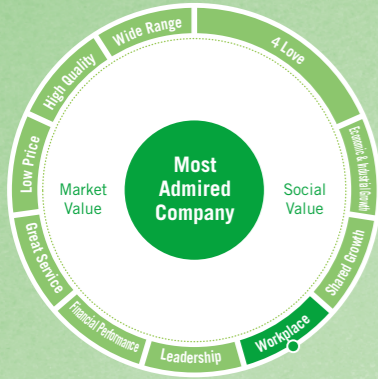 Wide Range
4 Love
High Quality
Economic & Industrial Growth
Low Price
Most
Admired
Company
Market
Value
Social
Value
Great Service
Shared Growth
Financial Performance
Leadership
Workplace